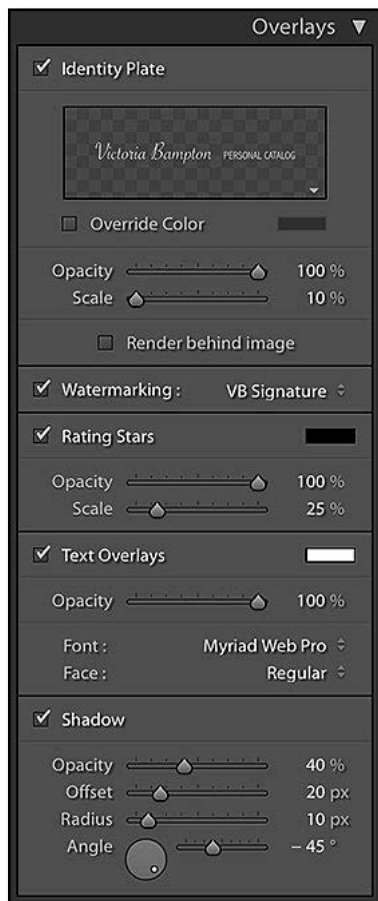 Overlays
Identity Plate
Victoria Bampton PERSONAL CATALOG
Override Color
Opacity 100 %
Scale 10 %
Render behind image
Watermarking : VB Signature
Rating Stars
Opacity 100 %
Scale 25 %
Text Overlays
Opacity 100 %
Font : Myriad Web Pro
Face : Regular
Shadow
Opacity 40 %
Offset 20 px
Radius 10 px
Angle – 45 °